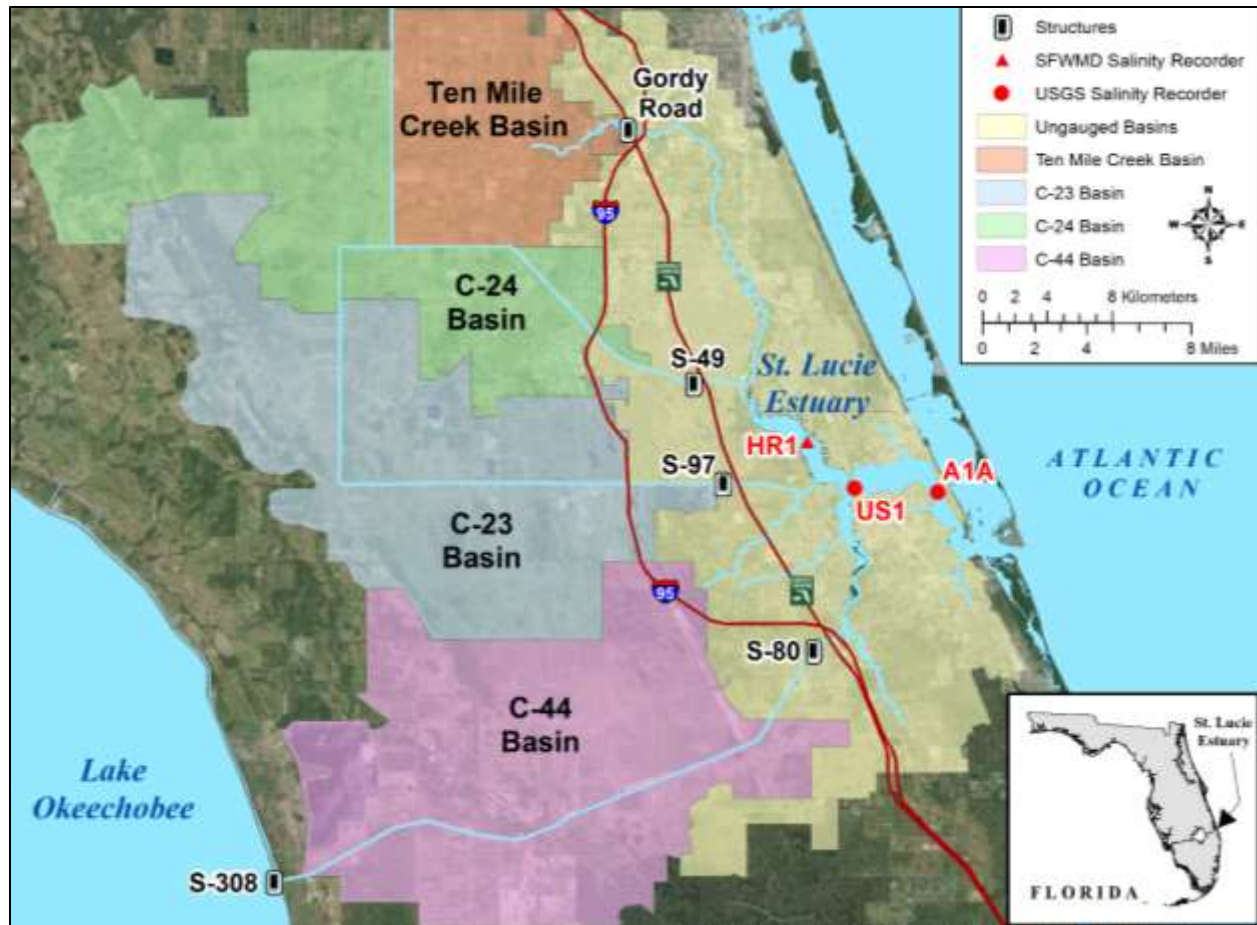 Ten Mile
Creek Basin
Gordy
Road
95
C-24
Basin
S-49
St. Lucie
Estuary
HR1
S-97
A1A
US1
ATLANTIC
OCEAN
C-23
Basin
95
S-80
C-44
Basin
Lake
Okeechobee
S-308
Structures
SFWMD Salinity Recorder
USGS Salinity Recorder
Ungauged Basins
Ten Mile Creek Basin
C-23 Basin
C-24 Basin
C-44 Basin
N
W E
S
0 2 4 8 Kilometers
0 2 4 8 Miles
St. Lucie
Estuary
FLORIDA